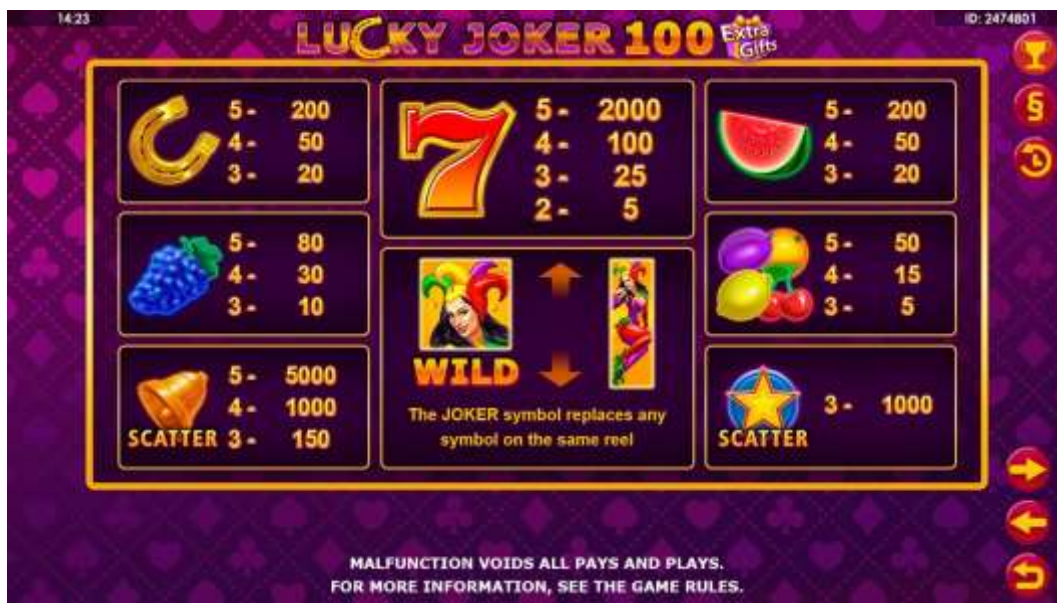 14:23
ID: 2474801
LUCKY JOKER 100 Extra Gifts
5- 200
4- 50
3- 20
5- 2000
4- 100
3- 25
2- 5
5- 200
4- 50
3- 20
5- 80
4- 30
3- 10
5- 50
4- 15
3- 5
WILD
The JOKER symbol replaces any
symbol on the same reel
5- 5000
4- 1000
SCATTER 3- 150
3- 1000
SCATTER
§
MALFUNCTION VOIDS ALL PAYS AND PLAYS.
FOR MORE INFORMATION, SEE THE GAME RULES.